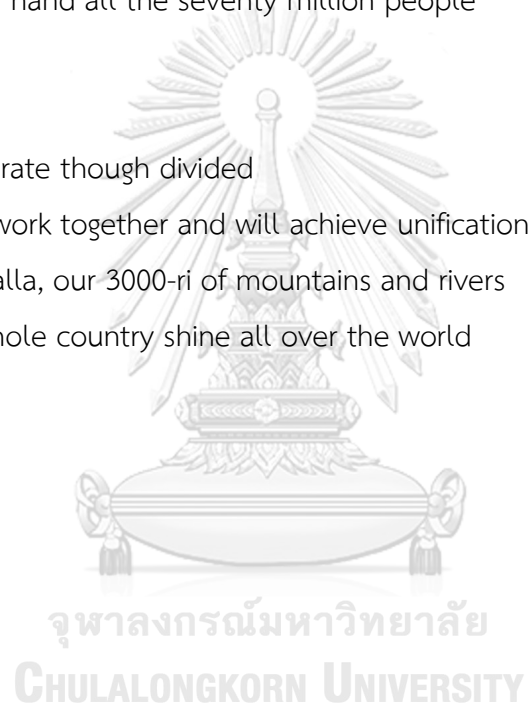 hand all the seventy million people
rate though divided
work together and will achieve unification
alla, our 3000-ri of mountains and rivers
hole country shine all over the world
จุฬาลงกรณ์มหาวิทยาลัย
CHULALONGKORN UNIVERSITY